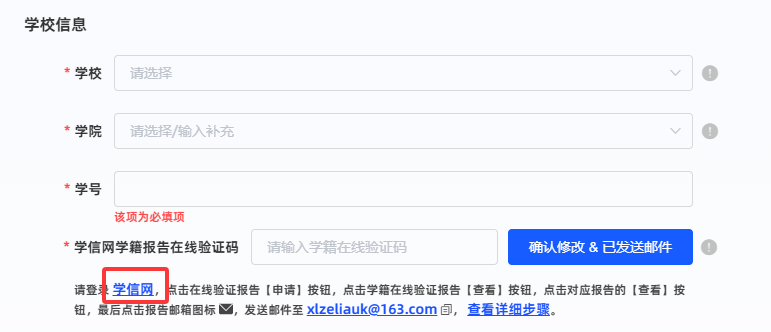 学校信息
* 学校 请选择 !
* 学院 请选择/输入补充 !
* 学号
该项为必填项
* 学信网学籍报告在线验证码 请输入学籍在线验证码 确认修改 & 已发送邮件 !
请登录 学信网，点击在线验证报告【申请】按钮，点击学籍在线验证报告【查看】按钮，点击对应报告的【查看】按
钮，最后点击报告邮箱图标 ，发送邮件至 xlzeliauk@163.com ， 查看详细步骤。